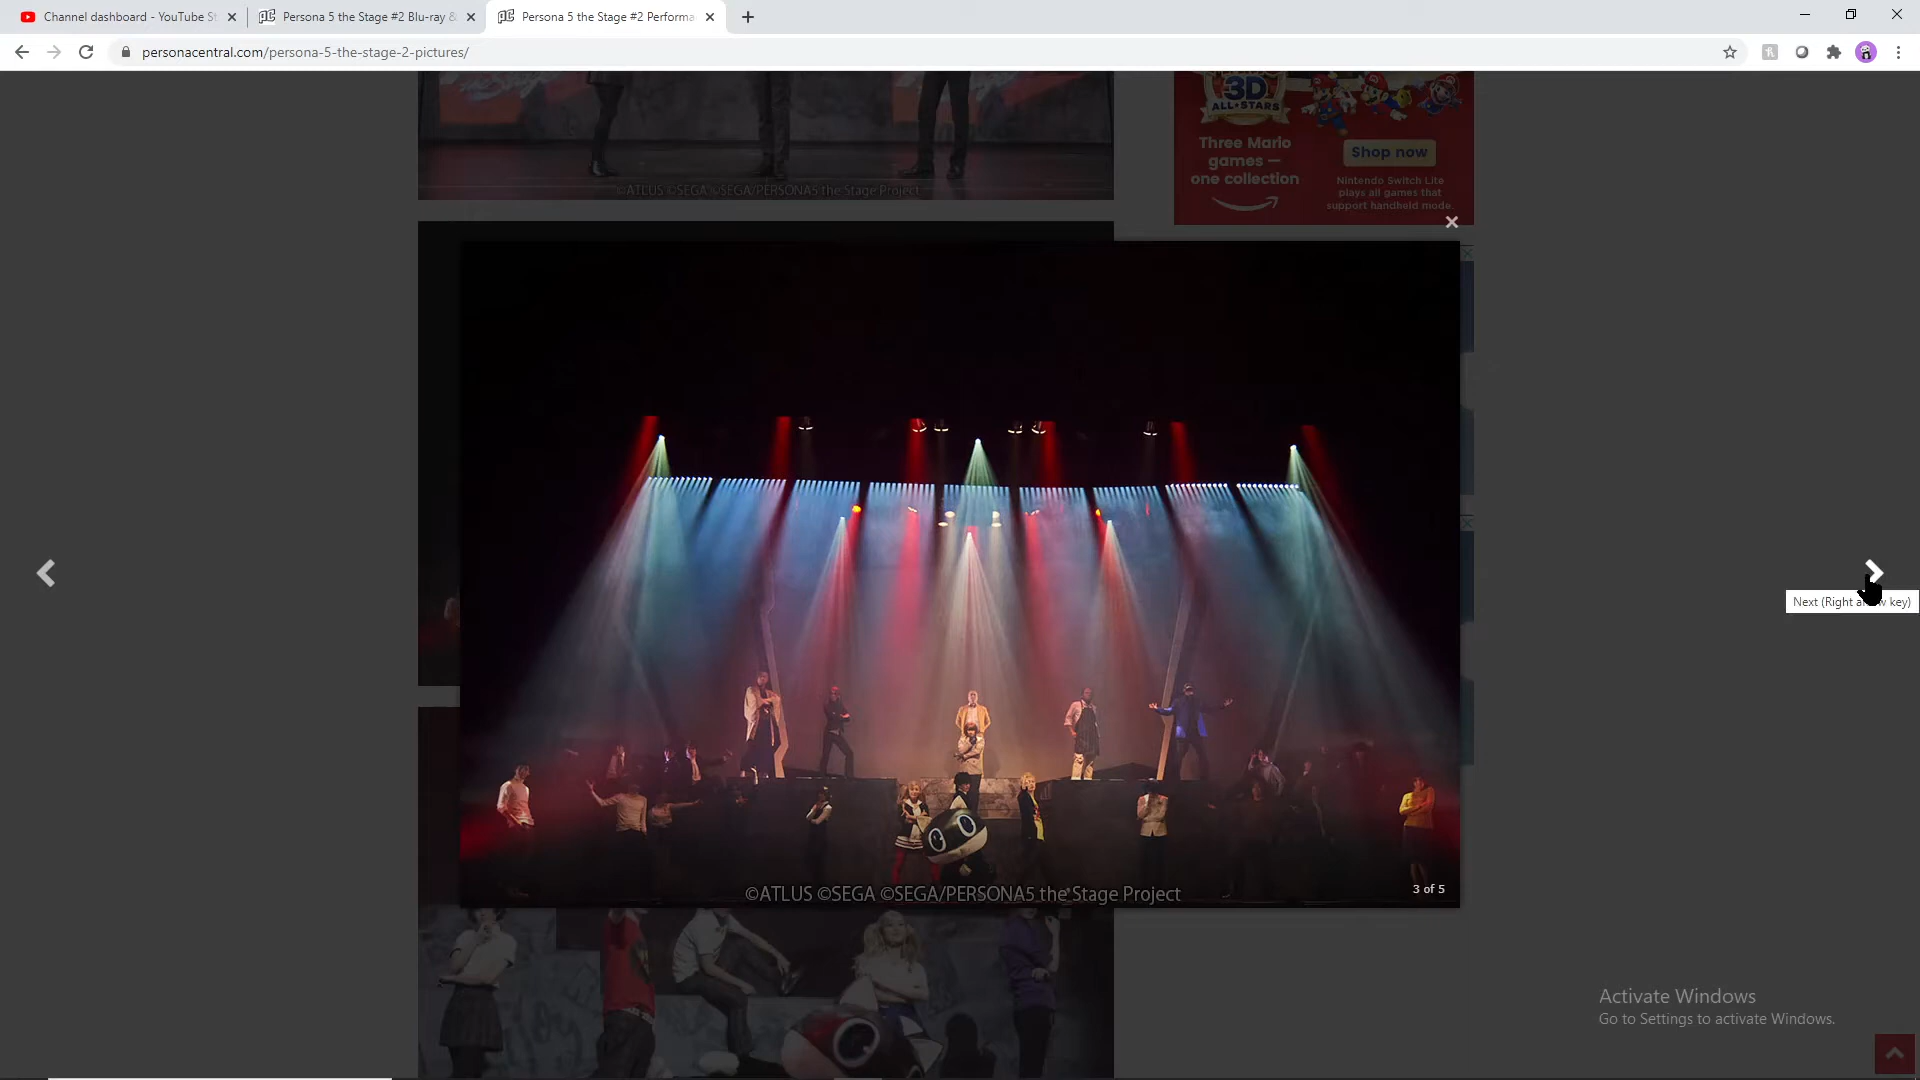 Channel dashboard - YouTube St
Persona 5 the Stage #2 Blu-ray &
Persona 5 the Stage #2 Performa
personacentral.com/persona-5-the-stage-2-pictures/
3D
ALL★STARS
Three Mario
games —
one collection
Shop now
Nintendo Switch Lite
plays all games that
support handheld mode.
©ATLUS ©SEGA ©SEGA/PERSONA5 the Stage Project
Next (Right key)
©ATLUS ©SEGA ©SEGA/PERSONA5 the Stage Project
3 of 5
Activate Windows
Go to Settings to activate Windows.